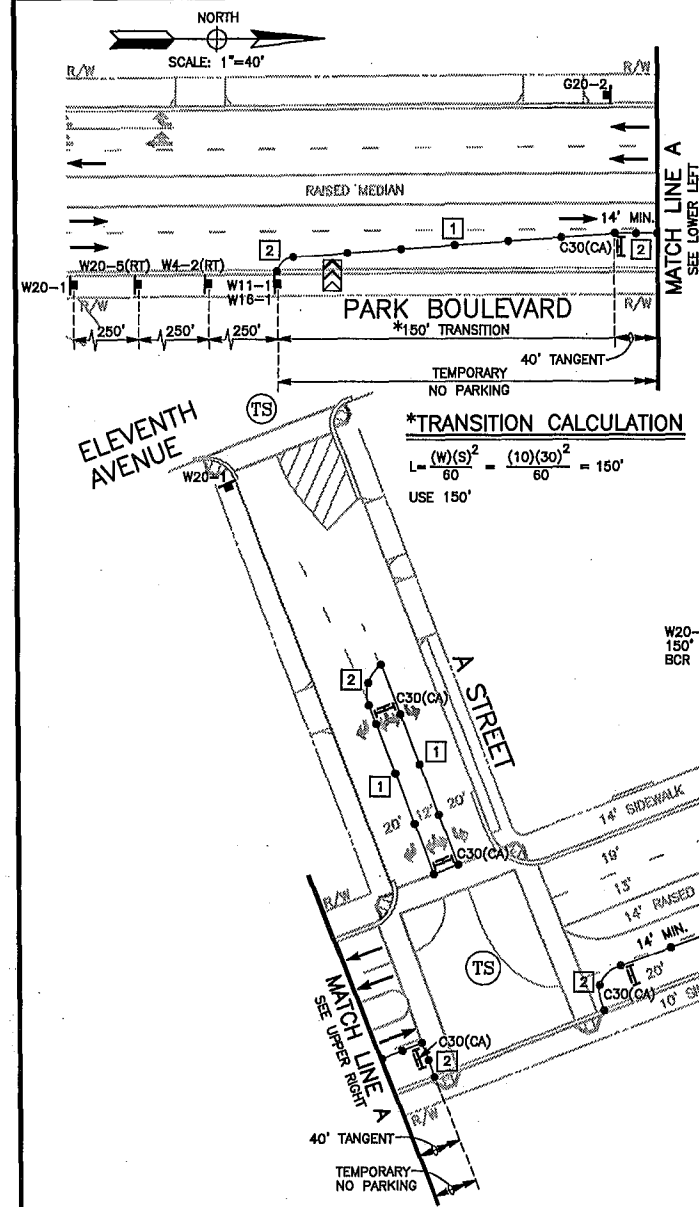 NORTH
SCALE: 1"=40'
R/W
R/W
G20-2
RAISED MEDIAN
MATCH LINE A
SEE LOWER LEFT
1
14' MIN.
2
C30(CA)
2
W20-5(RT) W4-2(RT)
W20-1
W11-1
W16-1
PARK BOULEVARD
R/W
R/W
250'
250'
250'
*150' TRANSITION
40' TANGENT
TEMPORARY
NO PARKING
ELEVENTH
AVENUE
TS
*TRANSITION CALCULATION
L=(W)(S)²/60 = (10)(30)²/60 = 150'
USE 150'
W20-1
W20-
150'
BCR
2
C30(CA)
A STREET
1
1
20' 12' 20'
C30(CA)
14' SIDEWALK
19'
13'
14' RAISED
14' MIN.
20'
2
C30(CA)
10'
R/W
TS
MATCH LINE A
SEE UPPER RIGHT
C30(CA)
2
R/W
40' TANGENT
TEMPORARY
NO PARKING